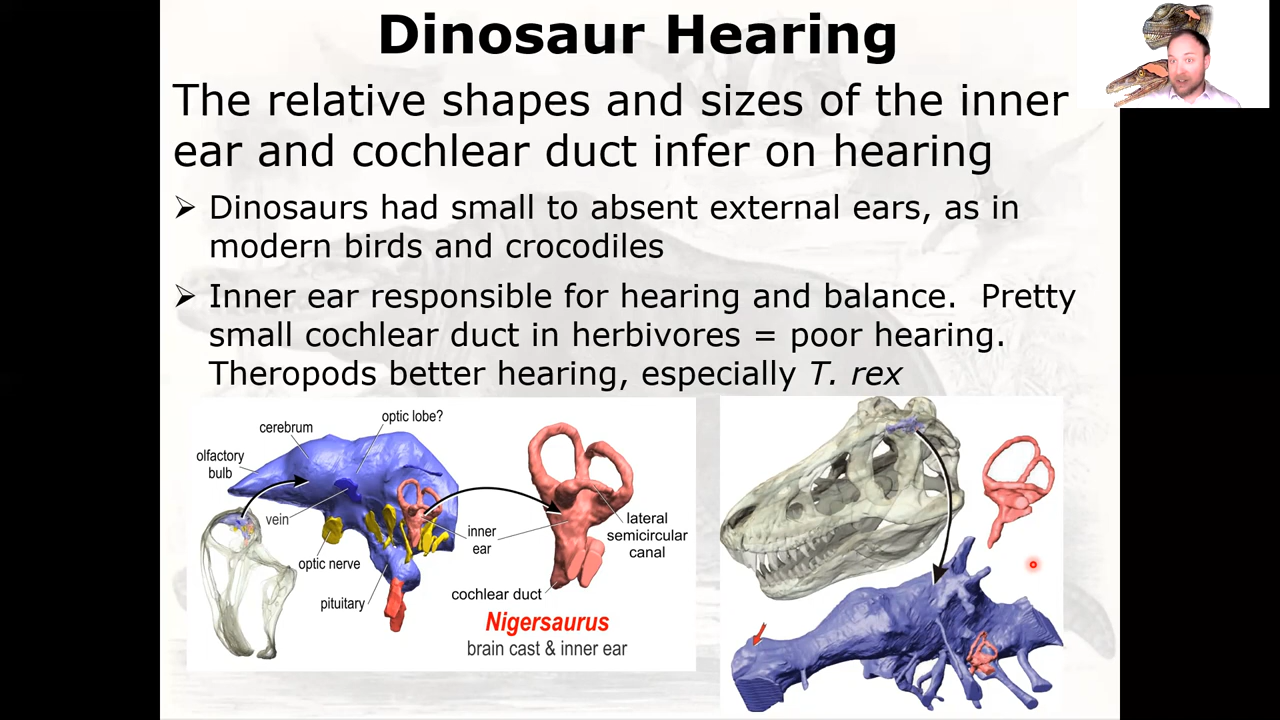 Dinosaur Hearing
The relative shapes and sizes of the inner
ear and cochlear duct infer on hearing
➢ Dinosaurs had small to absent external ears, as in
modern birds and crocodiles
➢ Inner ear responsible for hearing and balance.  Pretty
small cochlear duct in herbivores = poor hearing.
Theropods better hearing, especially T. rex
optic lobe?
cerebrum
olfactory
bulb
vein
optic nerve
pituitary
inner
ear
lateral
semicircular
canal
cochlear duct
Nigersaurus
brain cast & inner ear